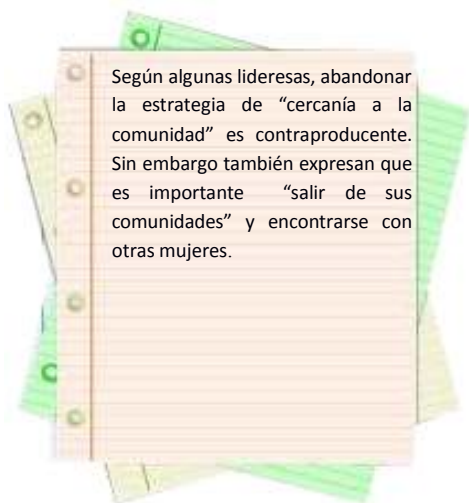 Según algunas lideresas, abandonar
la estrategia de “cercanía a la
comunidad” es contraproducente.
Sin embargo también expresan que
es importante “salir de sus
comunidades” y encontrarse con
otras mujeres.